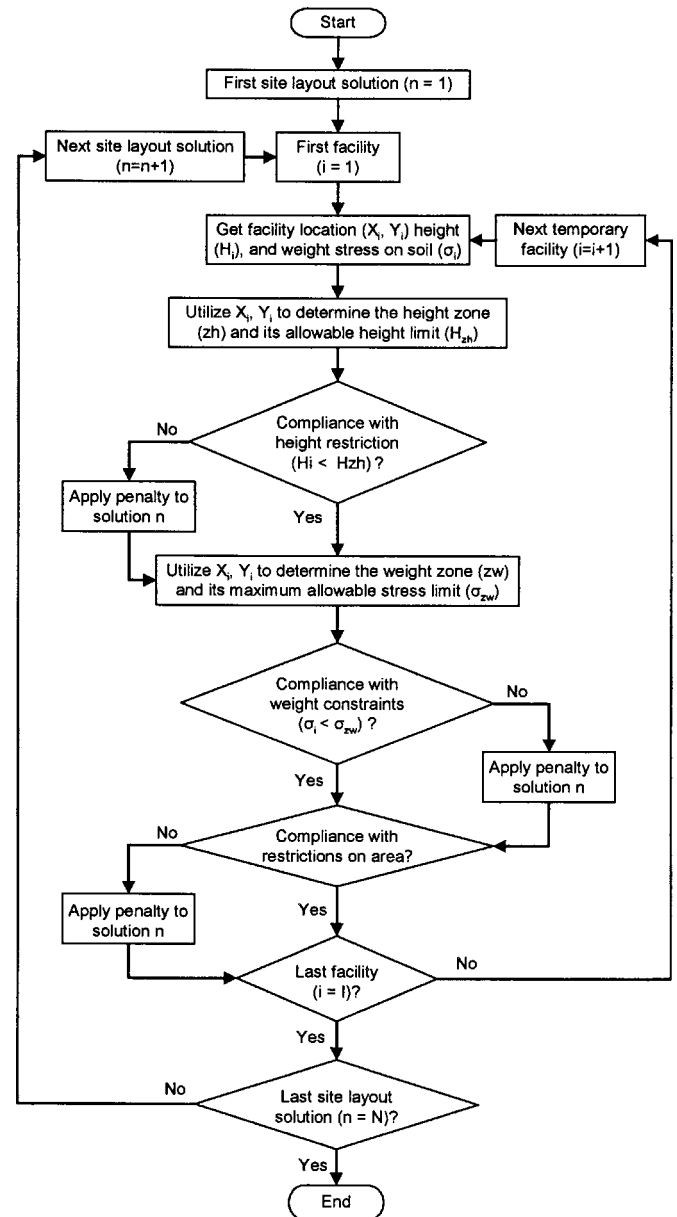 Start
First site layout solution (n = 1)
Next site layout solution
(n=n+1)
First facility
(i = 1)
Get facility location (Xᵢ, Yᵢ) height
(Hᵢ), and weight stress on soil (σᵢ)
Next temporary
facility (i=i+1)
Utilize Xᵢ, Yᵢ to determine the height zone
(zh) and its allowable height limit (H_zh)
Compliance with
height restriction
(Hi < Hzh) ?
No
Apply penalty to
solution n
Yes
Utilize Xᵢ, Yᵢ to determine the weight zone (zw)
and its maximum allowable stress limit (σ_zw)
Compliance with
weight constraints
(σᵢ < σ_zw) ?
No
Apply penalty to
solution n
Yes
Compliance with
restrictions on area?
No
Apply penalty to
solution n
Yes
Last facility
(i = I)?
No
Yes
Last site layout
solution (n = N)?
No
Yes
End